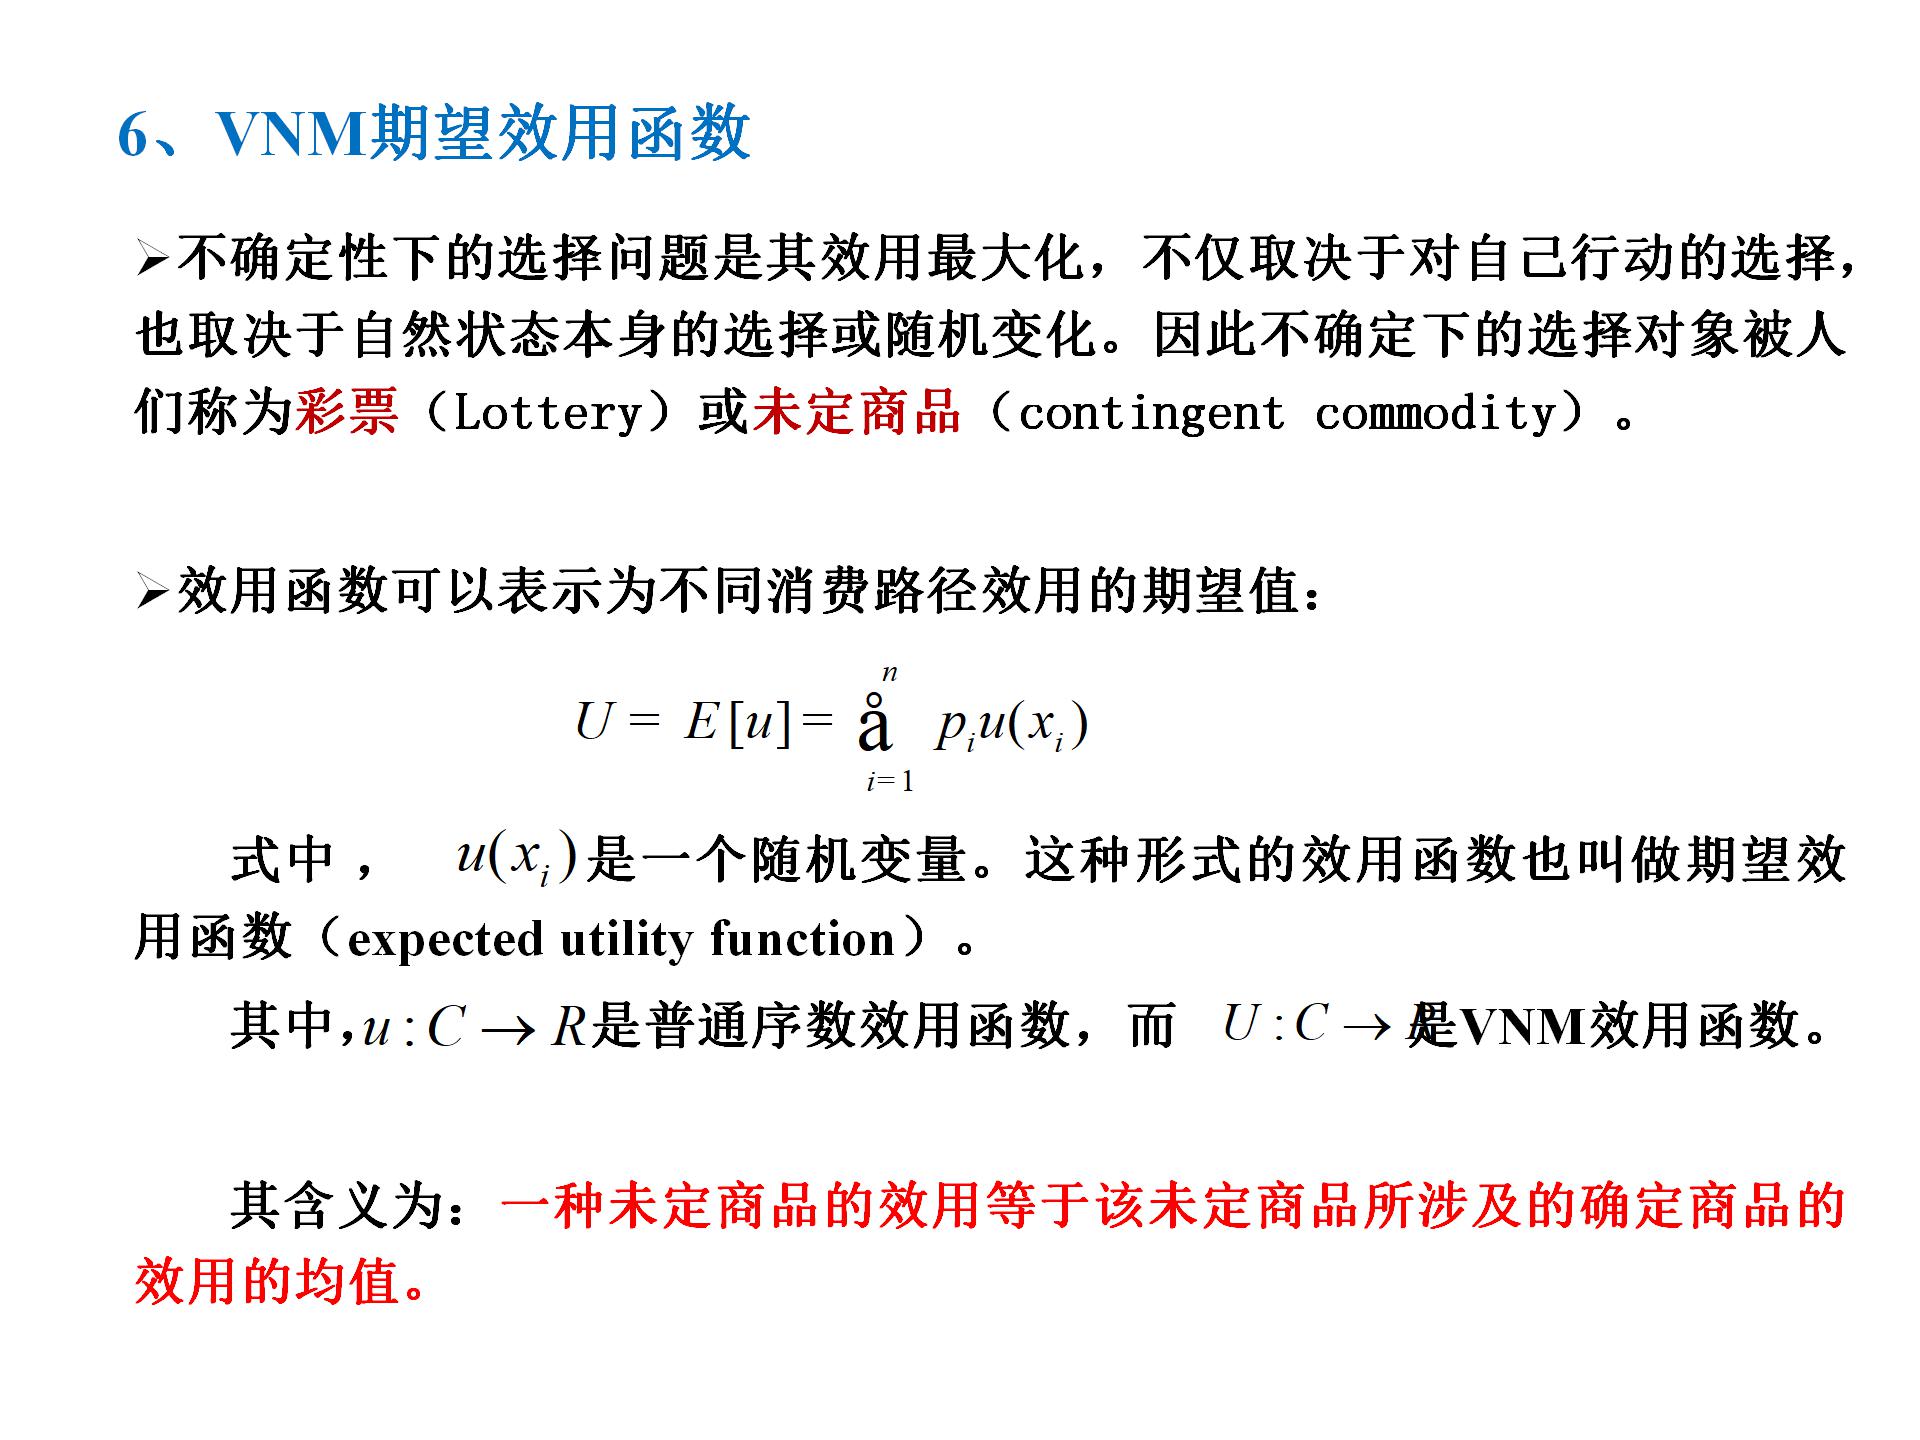 6、VNM期望效用函数
➢不确定性下的选择问题是其效用最大化，不仅取决于对自己行动的选择，
也取决于自然状态本身的选择或随机变化。因此不确定下的选择对象被人
们称为彩票（Lottery）或未定商品（contingent commodity）。
➢效用函数可以表示为不同消费路径效用的期望值：
n
U = E[u] = å p_i u(x_i)
i=1
式中， u(x_i)是一个随机变量。这种形式的效用函数也叫做期望效
用函数（expected utility function）。
其中，u : C → R是普通序数效用函数，而 U : C → R是VNM效用函数。
其含义为：一种未定商品的效用等于该未定商品所涉及的确定商品的
效用的均值。